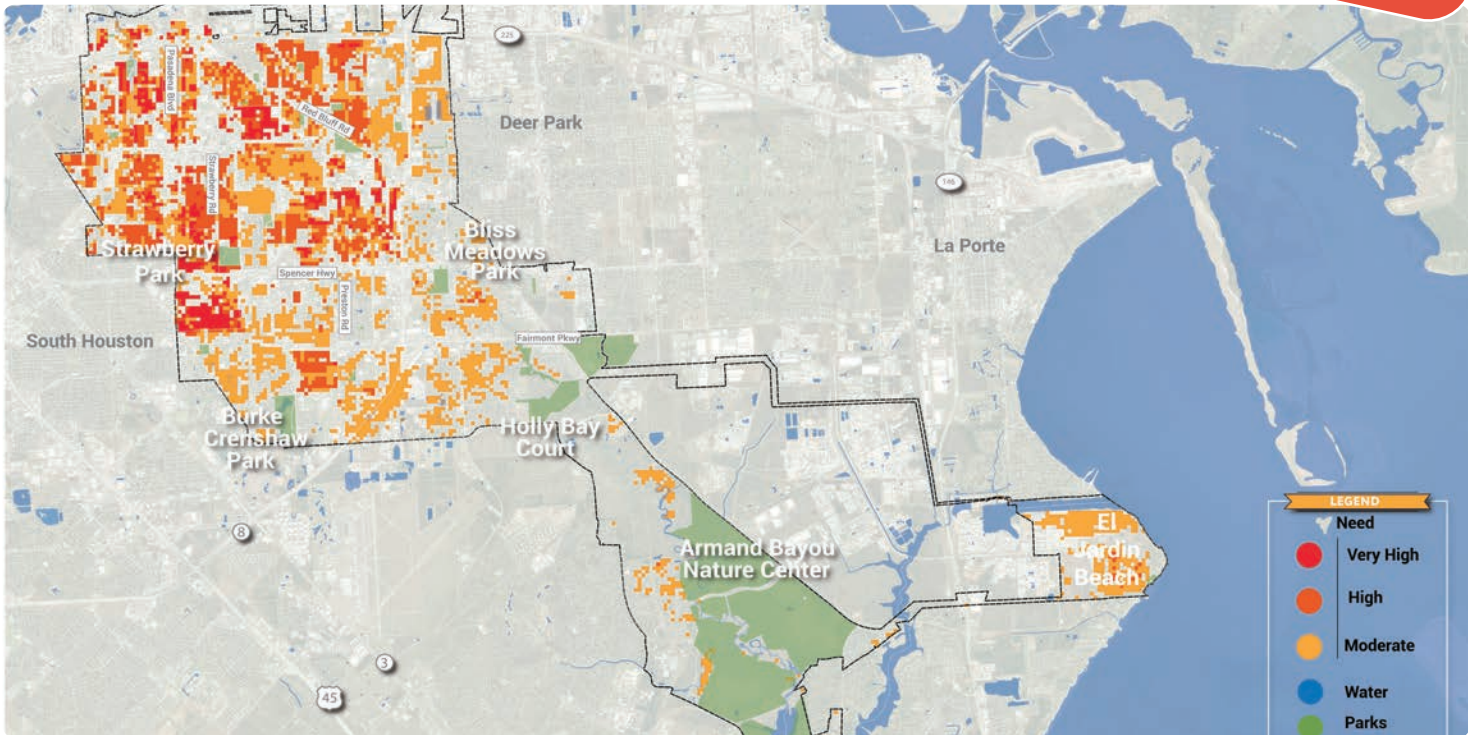 225
Pasadena Blvd
Red Bluff Rd
Deer Park
Strawberry Rd
146
Strawberry
Park
Bliss
Meadows
Park
La Porte
Spencer Hwy
Preston Rd
South Houston
Fairmont Pkwy
Burke
Crenshaw
Park
Holly Bay
Court
8
Armand Bayou
Nature Center
El
Jardin
Beach
3
45
LEGEND
Need
Very High
High
Moderate
Water
Parks